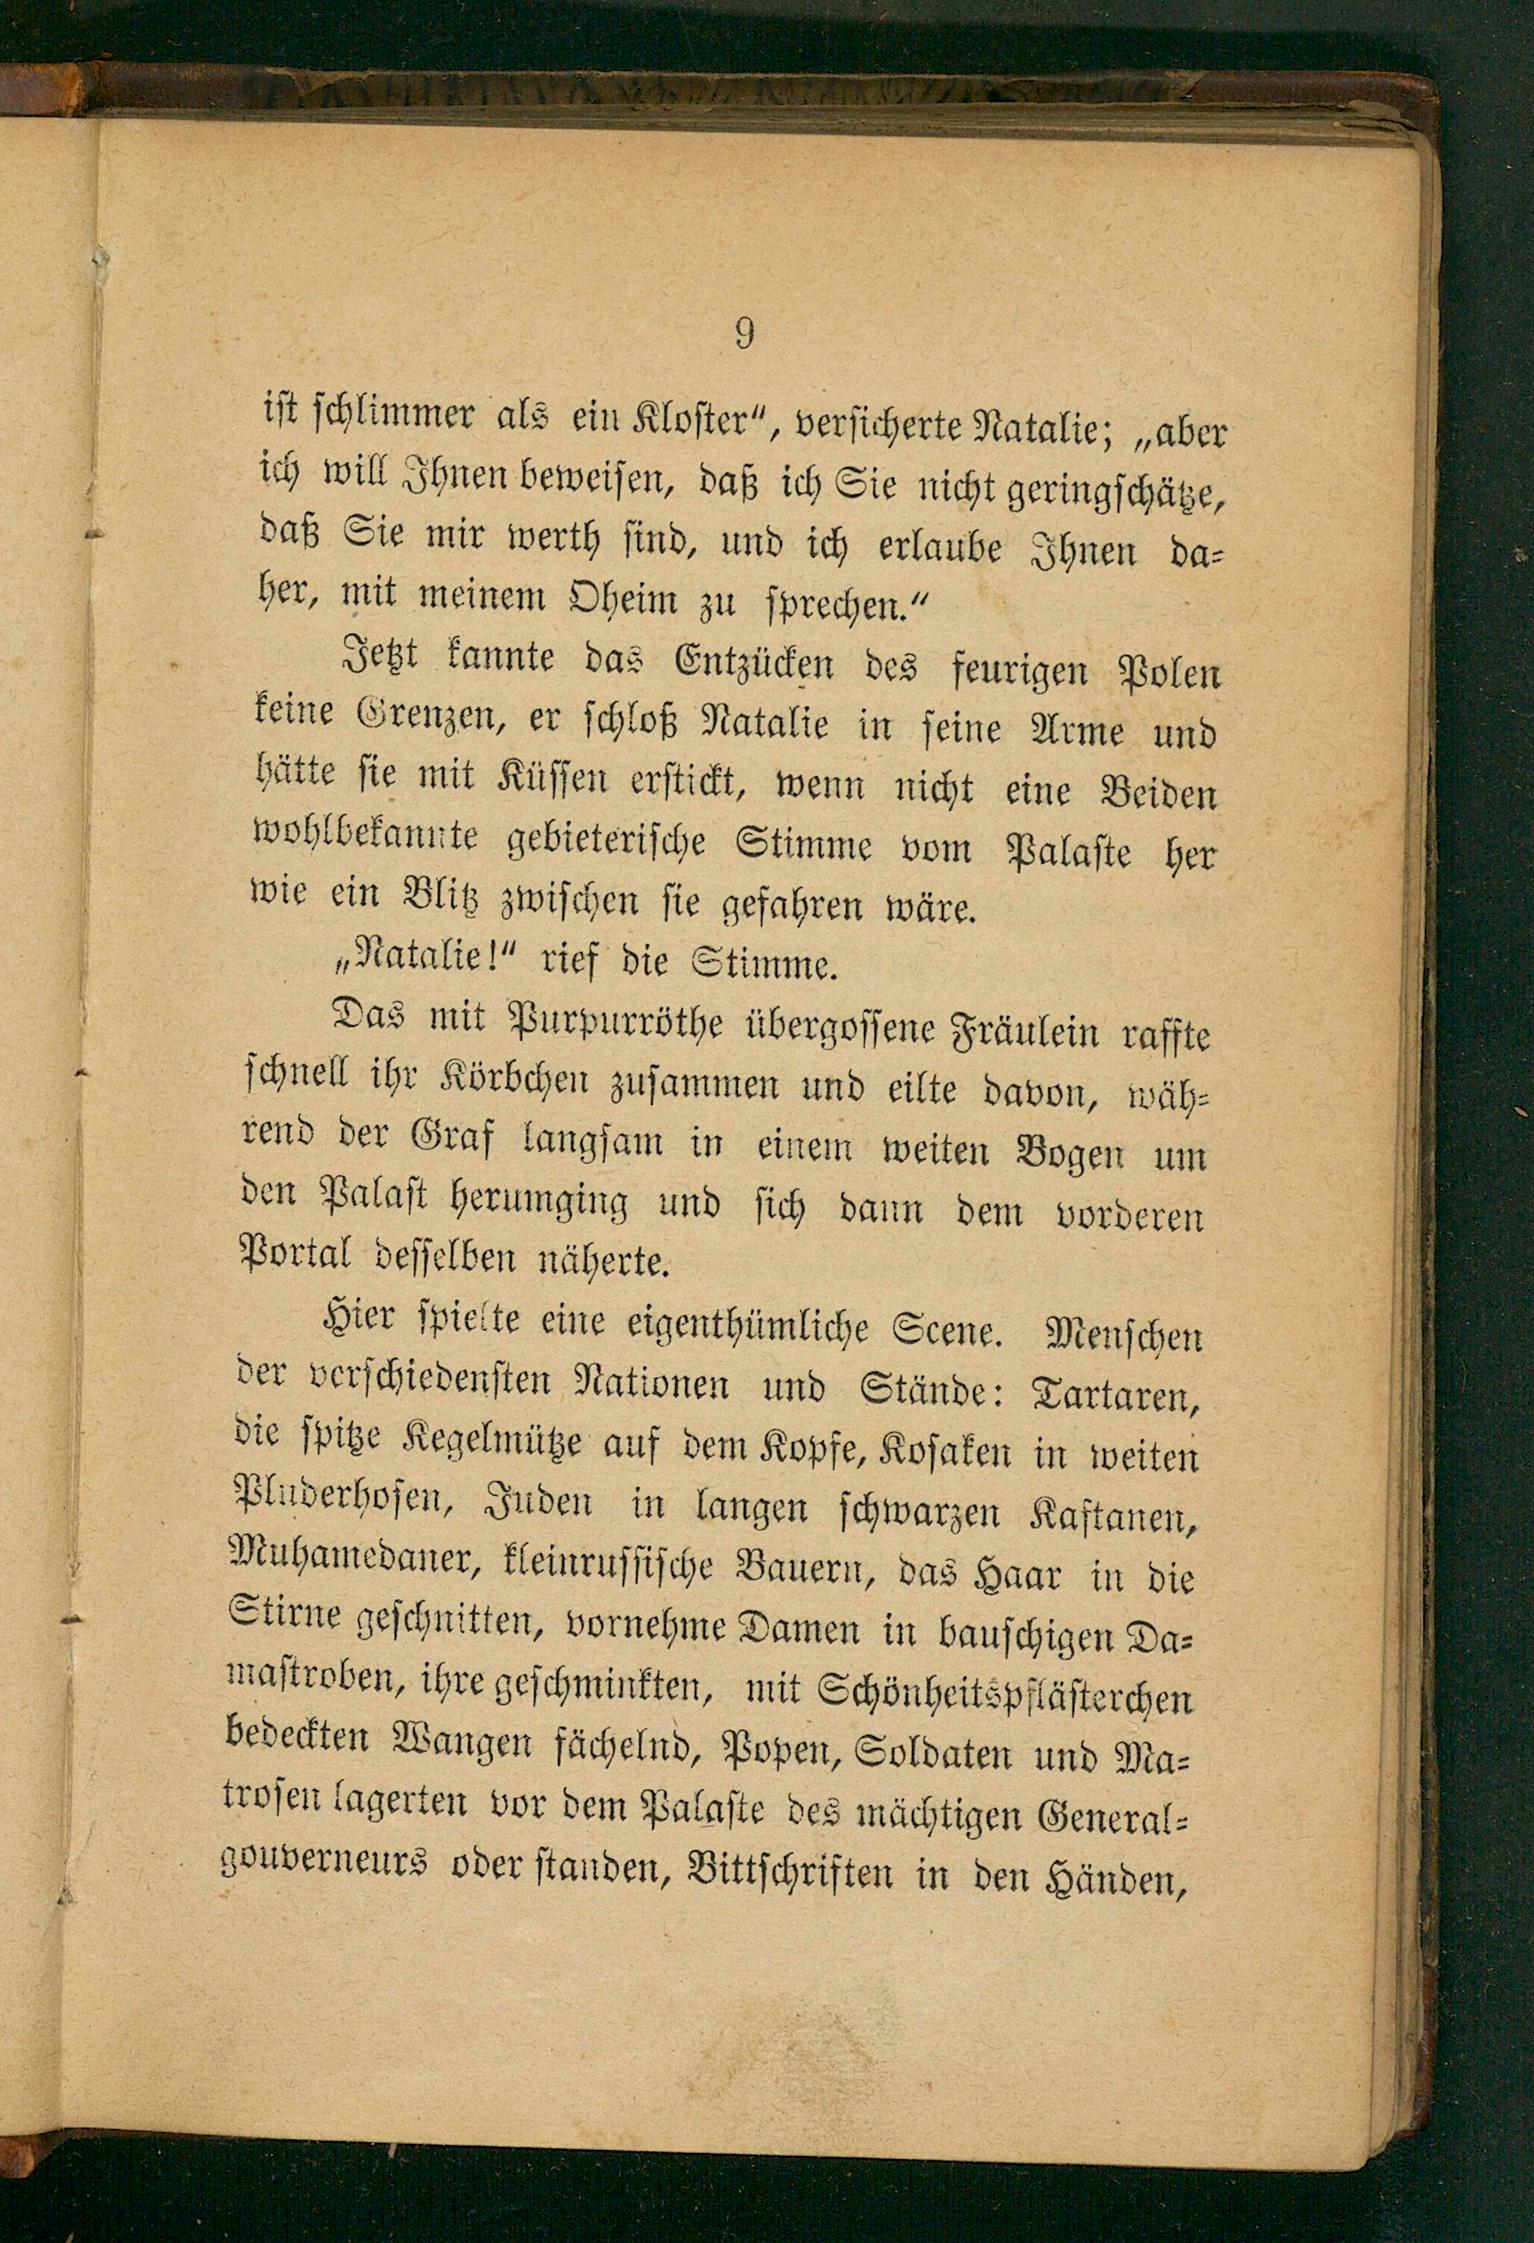 9
ist schlimmer als ein Kloster“, versicherte Natalie; „aber
ich will Ihnen beweisen, daß ich Sie nicht geringschätze,
daß Sie mir werth sind, und ich erlaube Ihnen da-
her, mit meinem Oheim zu sprechen.“
Jetzt kannte das Entzücken des feurigen Polen
keine Grenzen, er schloß Natalie in seine Arme und
hätte sie mit Küssen erstickt, wenn nicht eine Beiden
wohlbekannte gebieterische Stimme vom Palaste her
wie ein Blitz zwischen sie gefahren wäre.
„Natalie!“ rief die Stimme.
Das mit Purpurröthe übergossene Fräulein raffte
schnell ihr Körbchen zusammen und eilte davon, wäh-
rend der Graf langsam in einem weiten Bogen um
den Palast herumging und sich dann dem vorderen
Portal desselben näherte.
Hier spielte eine eigenthümliche Scene. Menschen
der verschiedensten Nationen und Stände: Tartaren,
die spitze Kegelmütze auf dem Kopfe, Kosaken in weiten
Pluderhosen, Juden in langen schwarzen Kaftanen,
Muhamedaner, kleinrussische Bauern, das Haar in die
Stirne geschnitten, vornehme Damen in bauschigen Da-
mastroben, ihre geschminkten, mit Schönheitspflästerchen
bedeckten Wangen fächelnd, Popen, Soldaten und Ma-
trosen lagerten vor dem Palaste des mächtigen General-
gouverneurs oder standen, Bittschriften in den Händen,